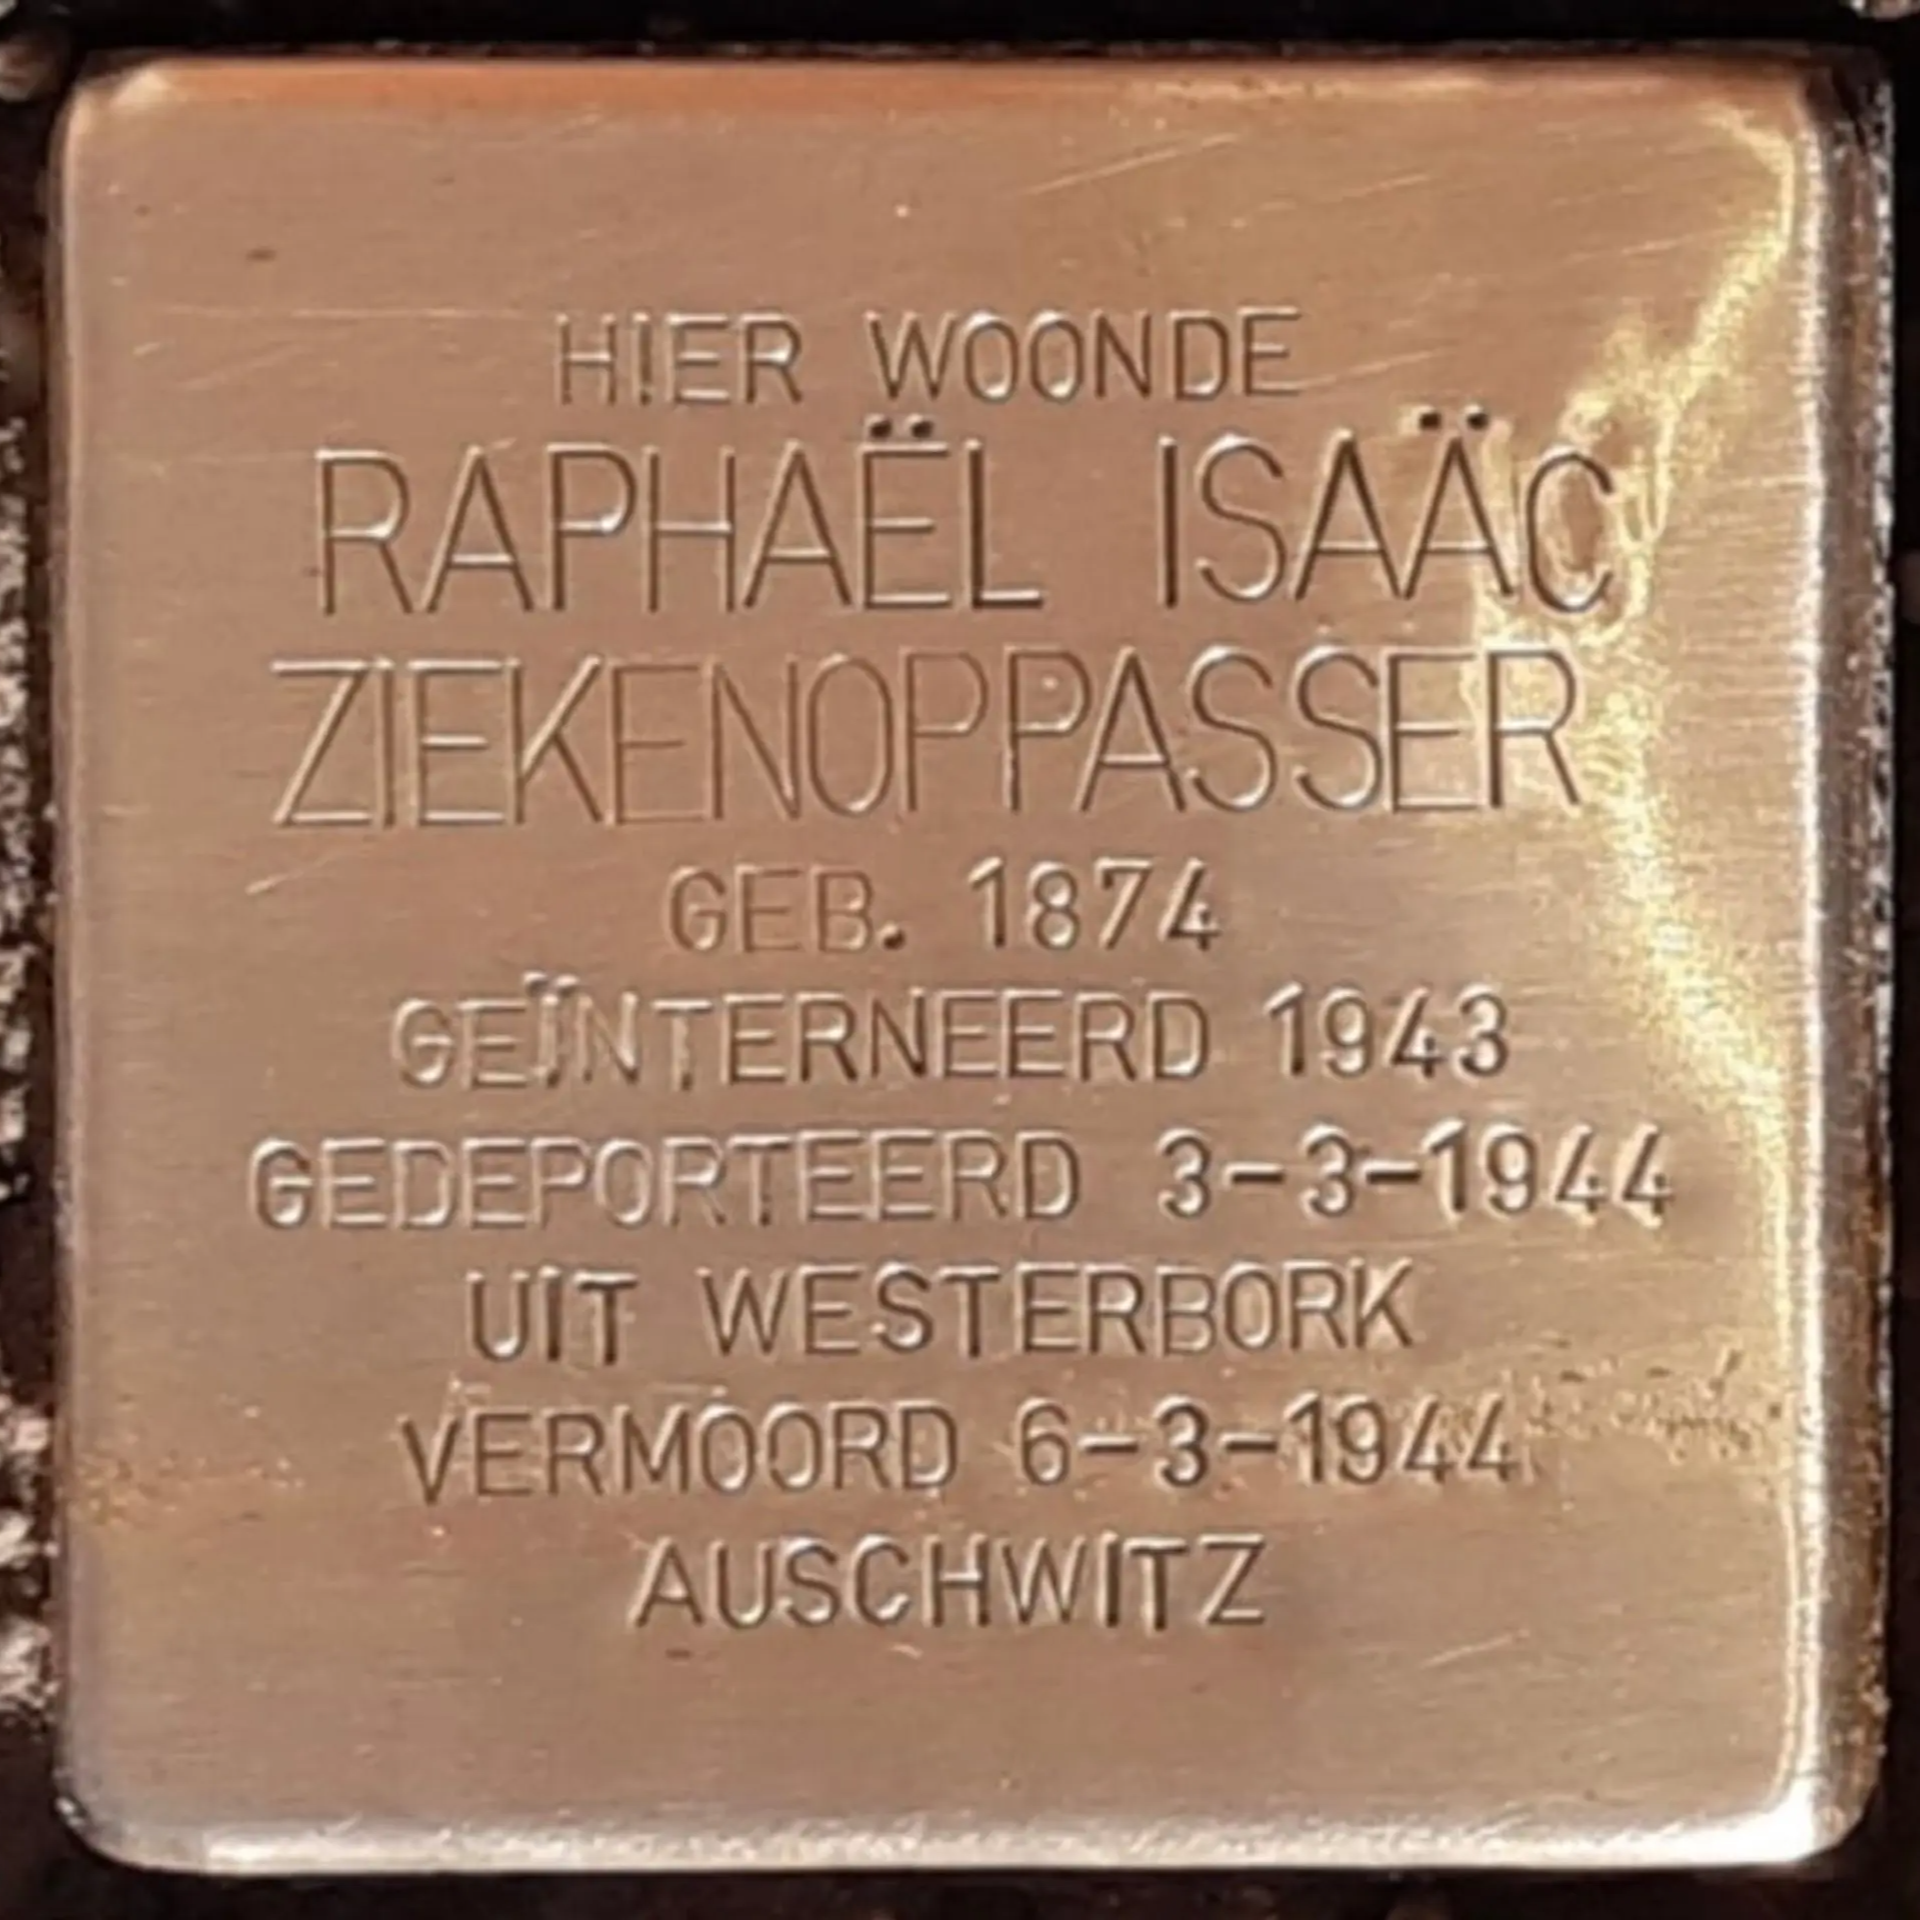 HIER WOONDE
RAPHAËL ISAÄC
ZIEKENOPPASSER
GEB. 1874
GEÏNTERNEERD 1943
GEDEPORTEERD 3-3-1944
UIT WESTERBORK
VERMOORD 6-3-1944
AUSCHWITZ